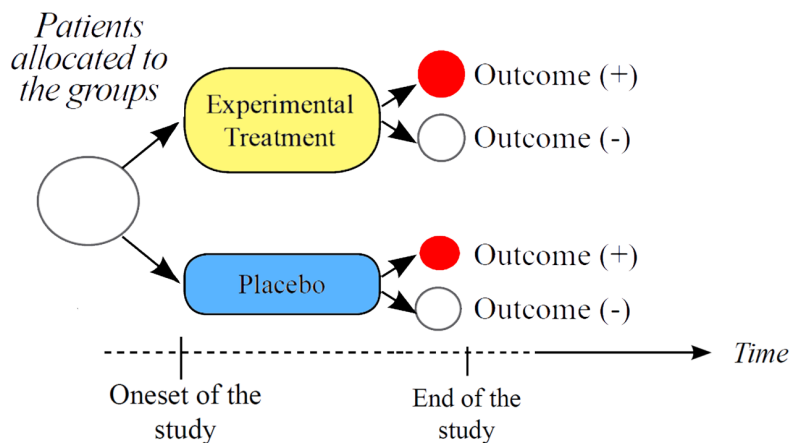 Patients
allocated to
the groups
Experimental
Treatment
Outcome (+)
Outcome (-)
Placebo
Outcome (+)
Outcome (-)
Time
Oneset of the
study
End of the
study